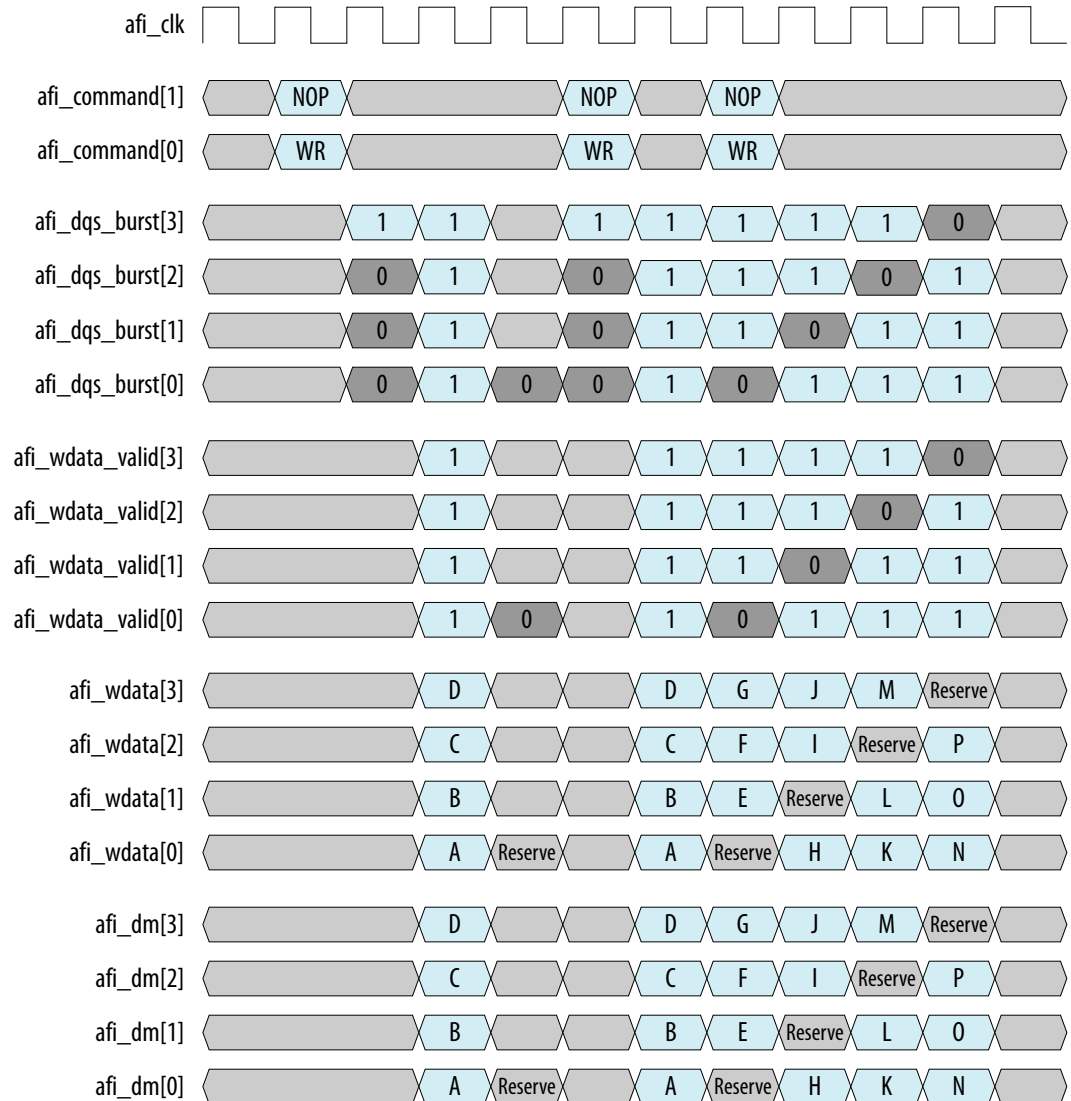 afi_clk
afi_command[1] NOP NOP NOP
afi_command[0] WR WR WR
afi_dqs_burst[3] 1 1 1 1 1 1 1 0
afi_dqs_burst[2] 0 1 0 1 1 1 0 1
afi_dqs_burst[1] 0 1 0 1 1 0 1 1
afi_dqs_burst[0] 0 1 0 0 1 0 1 1 1
afi_wdata_valid[3] 1 1 1 1 1 0
afi_wdata_valid[2] 1 1 1 1 0 1
afi_wdata_valid[1] 1 1 1 0 1 1
afi_wdata_valid[0] 1 0 1 0 1 1 1
afi_wdata[3] D D G J M Reserve
afi_wdata[2] C C F I Reserve P
afi_wdata[1] B B E Reserve L O
afi_wdata[0] A Reserve A Reserve H K N
afi_dm[3] D D G J M Reserve
afi_dm[2] C C F I Reserve P
afi_dm[1] B B E Reserve L O
afi_dm[0] A Reserve A Reserve H K N